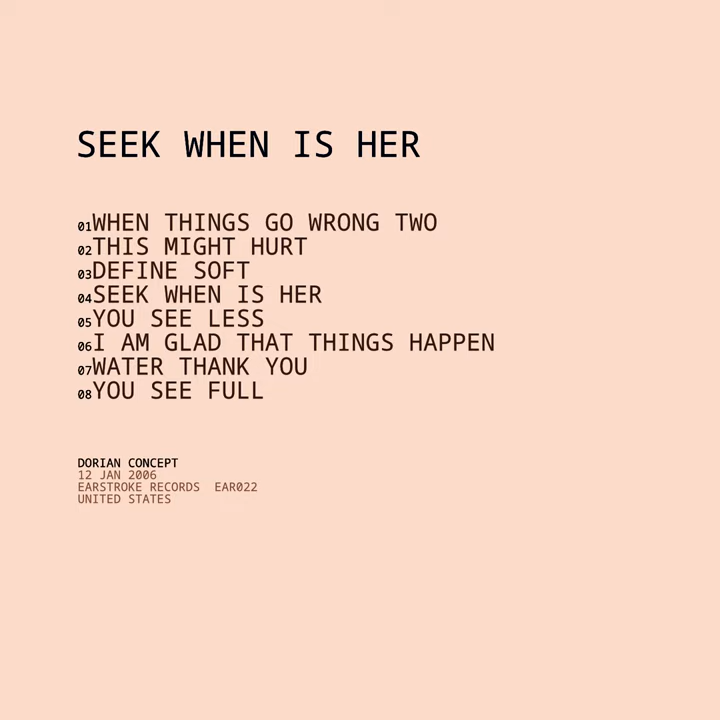 SEEK WHEN IS HER
01WHEN THINGS GO WRONG TWO
02THIS MIGHT HURT
03DEFINE SOFT
04SEEK WHEN IS HER
05YOU SEE LESS
06I AM GLAD THAT THINGS HAPPEN
07WATER THANK YOU
08YOU SEE FULL
DORIAN CONCEPT
12 JAN 2006
EARSTROKE RECORDS  EAR022
UNITED STATES